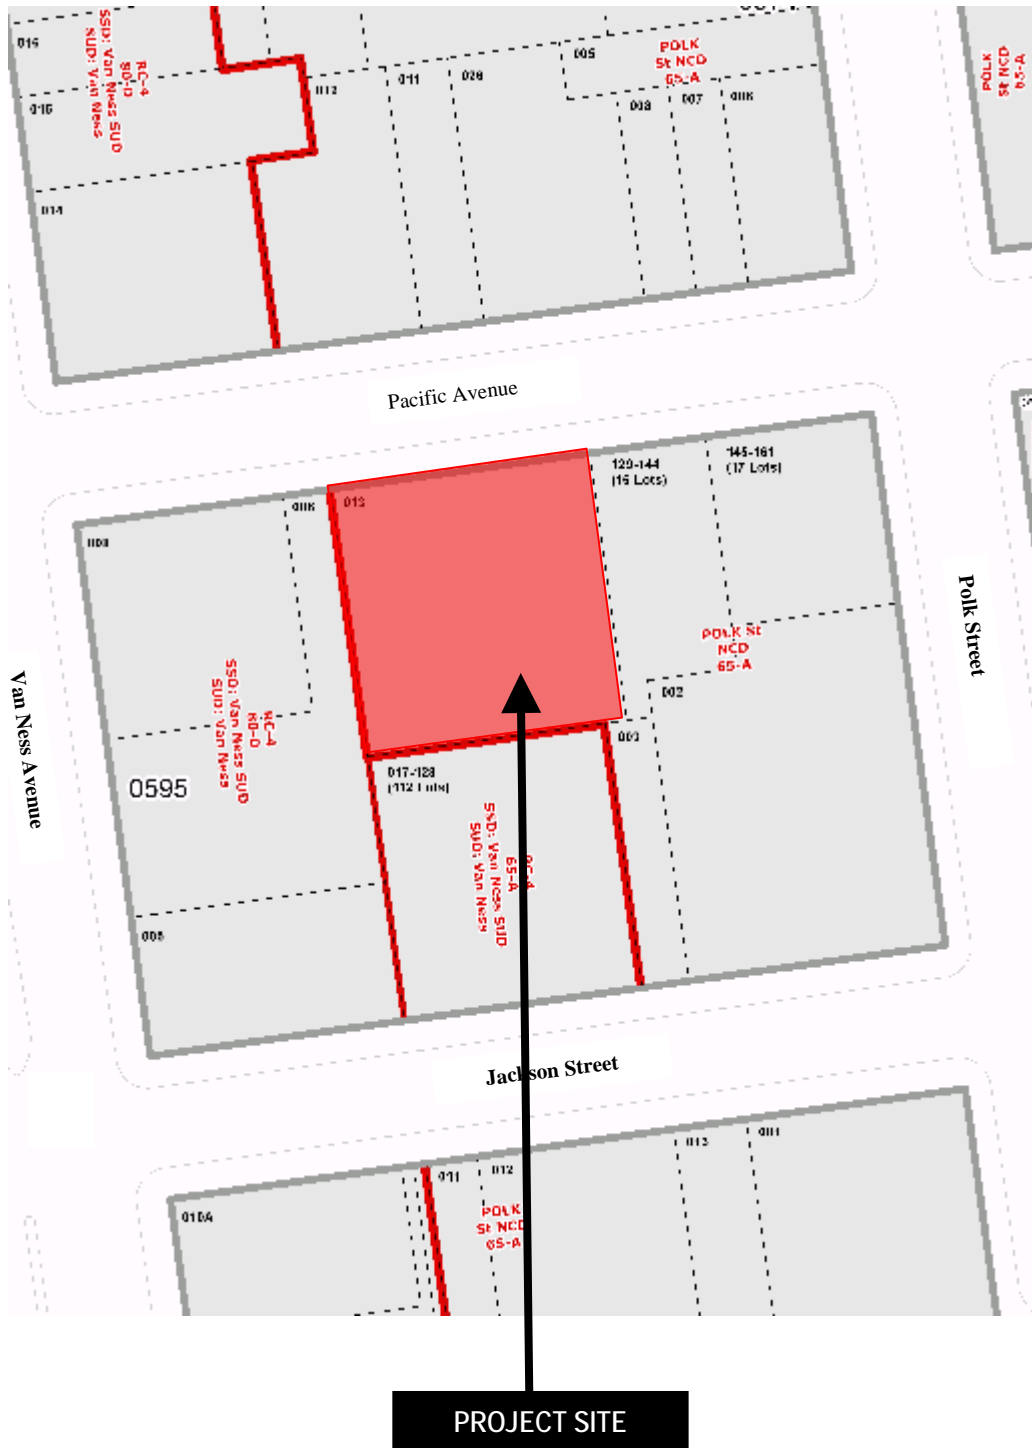 016
015
014
RC-4
80-D
SSD: Van Ness SUD
SUD: Van Ness
012
011
026
005
POLK
St NCD
65-A
008
007
006
POLK
St NCD
65-A
Pacific Avenue
013
129-144
(16 Lots)
145-161
(17 Lots)
006
POLK St
NCD
65-A
002
003
Polk Street
Van Ness Avenue
RC-4
80-D
SSD: Van Ness SUD
SUD: Van Ness
0595
017-128
(112 Lots)
65-A
SSD: Van Ness SUD
SUD: Van Ness
005
Jackson Street
010A
011
012
013
001
POLK
St NCD
65-A
PROJECT SITE